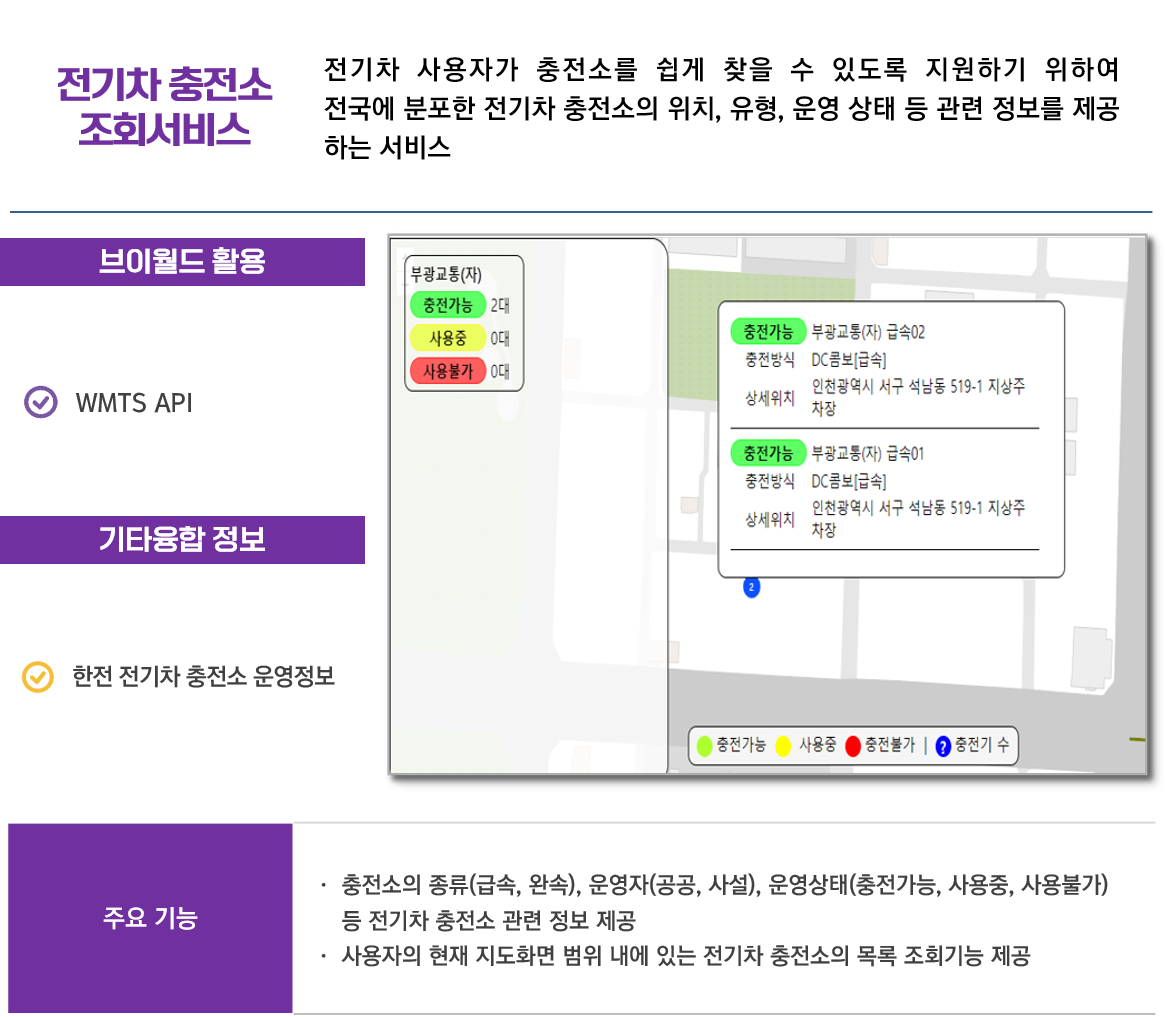 전기차 충전소
조회서비스
전기차 사용자가 충전소를 쉽게 찾을 수 있도록 지원하기 위하여
전국에 분포한 전기차 충전소의 위치, 유형, 운영 상태 등 관련 정보를 제공
하는 서비스
브이월드 활용
WMTS API
기타융합 정보
한전 전기차 충전소 운영정보
부광교통(자)
충전가능 2대
사용중 0대
사용불가 0대
충전가능 부광교통(자) 급속02
충전방식 DC콤보[급속]
상세위치 인천광역시 서구 석남동 519-1 지상주
차장
충전가능 부광교통(자) 급속01
충전방식 DC콤보[급속]
상세위치 인천광역시 서구 석남동 519-1 지상주
차장
2
충전가능 사용중 충전불가 | ? 충전기 수
주요 기능
· 충전소의 종류(급속, 완속), 운영자(공공, 사설), 운영상태(충전가능, 사용중, 사용불가)
등 전기차 충전소 관련 정보 제공
· 사용자의 현재 지도화면 범위 내에 있는 전기차 충전소의 목록 조회기능 제공